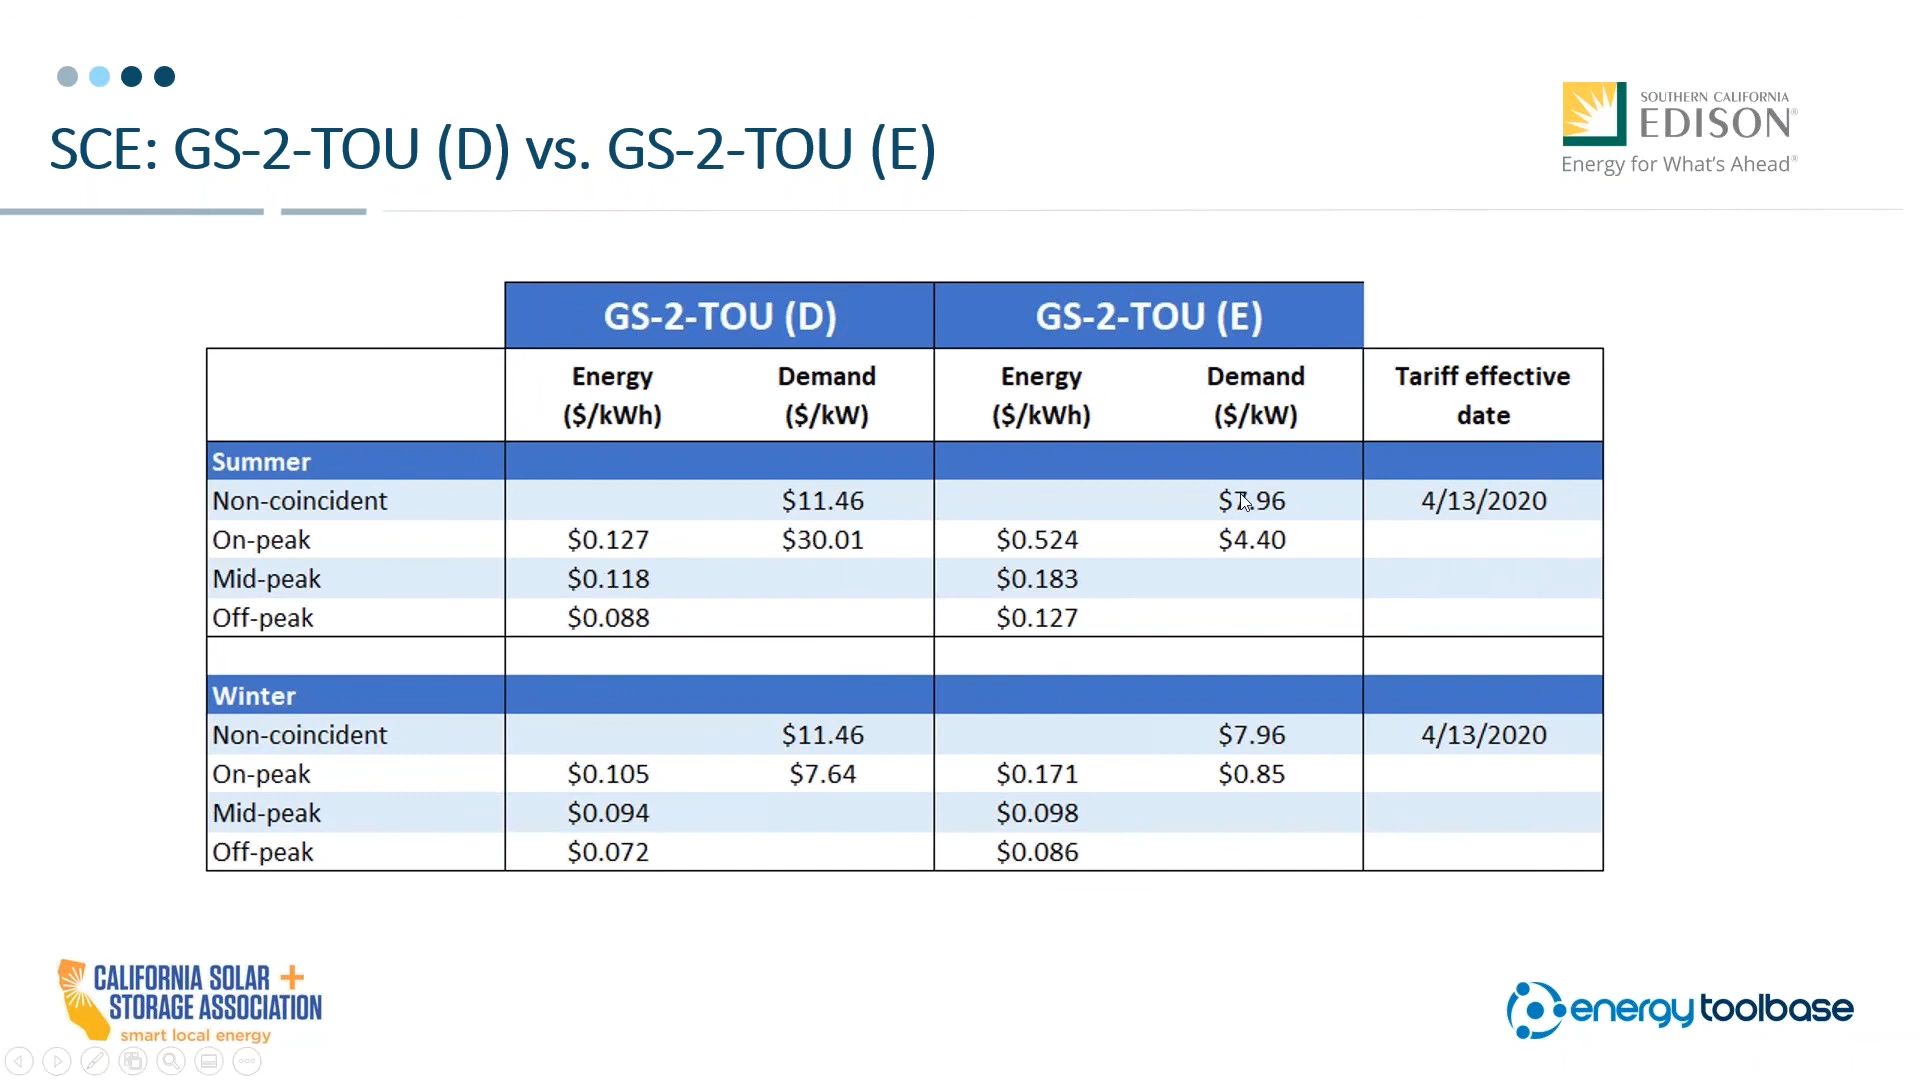 SCE: GS-2-TOU (D) vs. GS-2-TOU (E)
SOUTHERN CALIFORNIA
EDISON®
Energy for What's Ahead®
GS-2-TOU (D) GS-2-TOU (E)
Energy ($/kWh) Demand ($/kW) Energy ($/kWh) Demand ($/kW) Tariff effective date
Summer
Non-coincident $11.46 $7.96 4/13/2020
On-peak $0.127 $30.01 $0.524 $4.40
Mid-peak $0.118 $0.183
Off-peak $0.088 $0.127
Winter
Non-coincident $11.46 $7.96 4/13/2020
On-peak $0.105 $7.64 $0.171 $0.85
Mid-peak $0.094 $0.098
Off-peak $0.072 $0.086
CALIFORNIA SOLAR +
STORAGE ASSOCIATION
smart local energy
energy toolbase